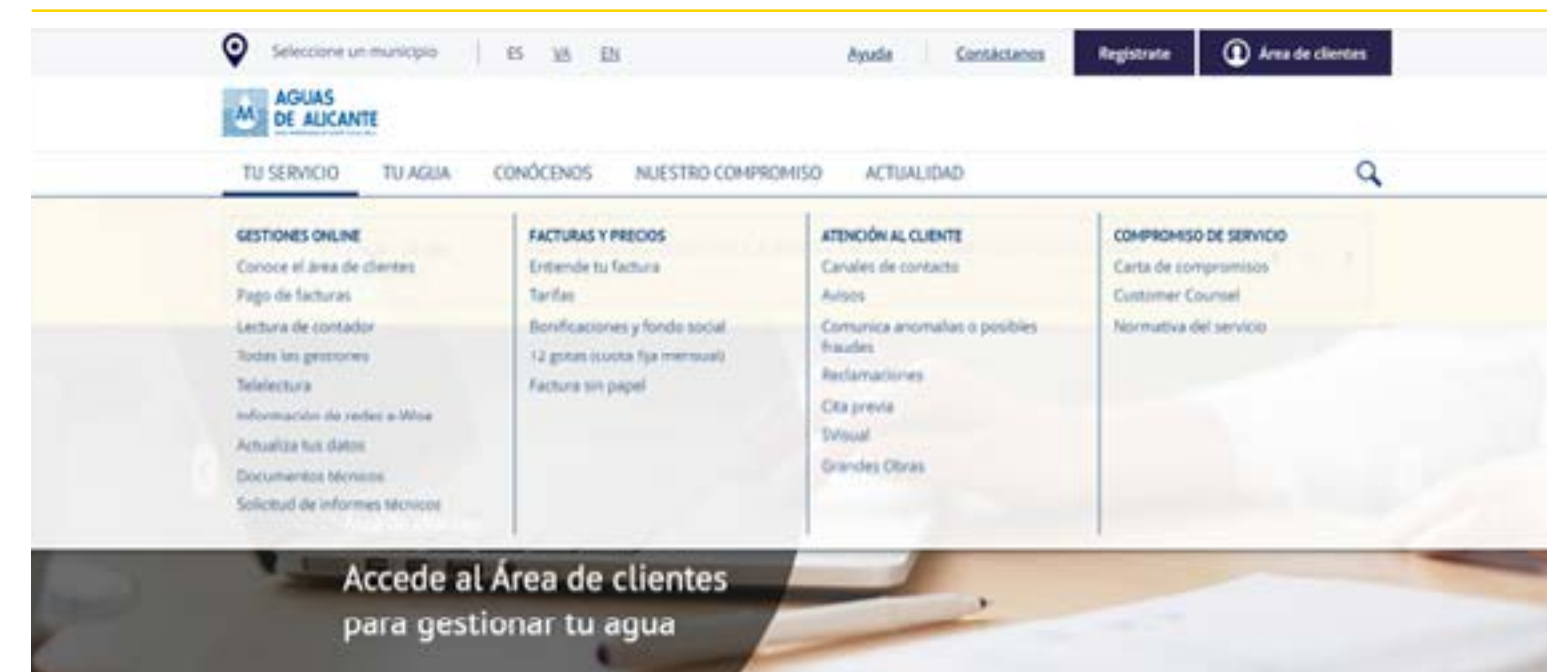 Seleccione un municipio ES VA EN Ayuda Contáctanos Regístrate Área de clientes
AGUAS
DE ALICANTE
TU SERVICIO TU AGUA CONÓCENOS NUESTRO COMPROMISO ACTUALIDAD
GESTIONES ONLINE
Conoce el área de clientes
Pago de facturas
Lectura de contador
Todas las gestiones
Telelectura
Información de redes e-Wise
Actualiza tus datos
Documentos técnicos
Solicitud de informes técnicos
FACTURAS Y PRECIOS
Entiende tu factura
Tarifas
Bonificaciones y fondo social
12 gotas (cuota fija mensual)
Factura sin papel
ATENCIÓN AL CLIENTE
Canales de contacto
Avisos
Comunica anomalías o posibles
fraudes
Reclamaciones
Cita previa
SVisual
Grandes Obras
COMPROMISO DE SERVICIO
Carta de compromisos
Customer Counsel
Normativa del servicio
Accede al Área de clientes
para gestionar tu agua